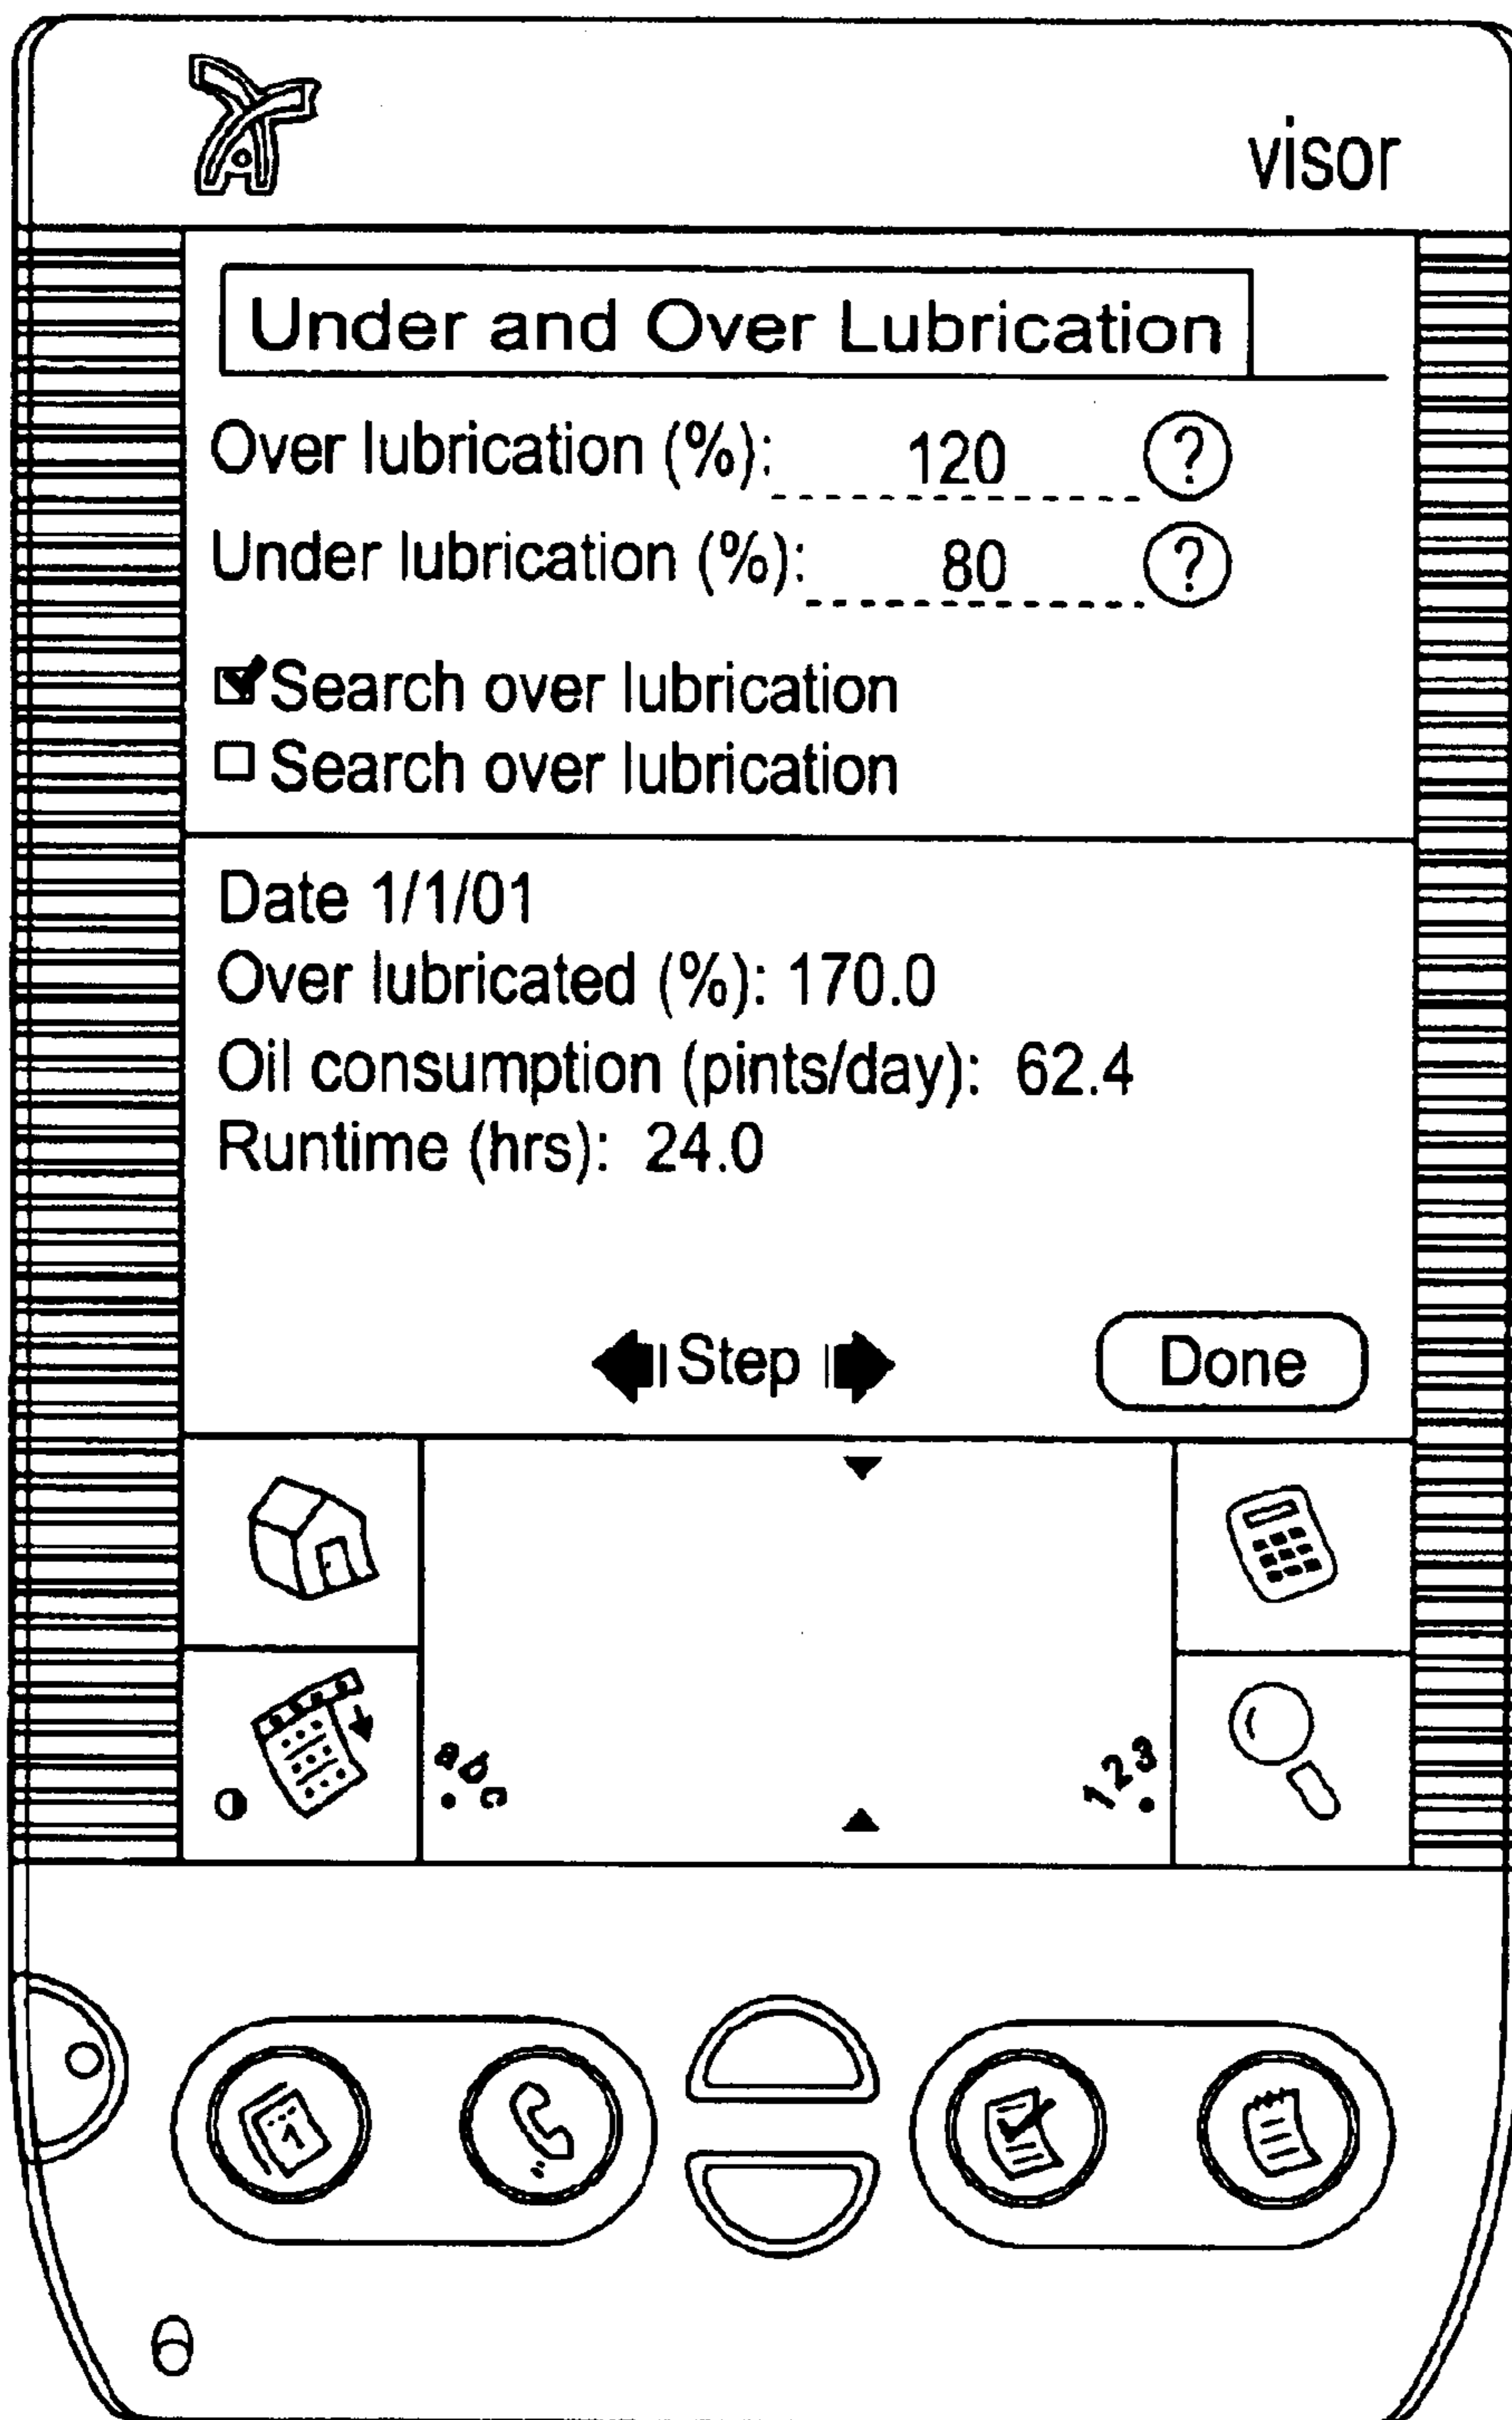 visor
Under and Over Lubrication
Over lubrication (%): 120 ?
Under lubrication (%): 80 ?
Search over lubrication
Search over lubrication
Date 1/1/01
Over lubricated (%): 170.0
Oil consumption (pints/day): 62.4
Runtime (hrs): 24.0
Step
Done
abc
123
1